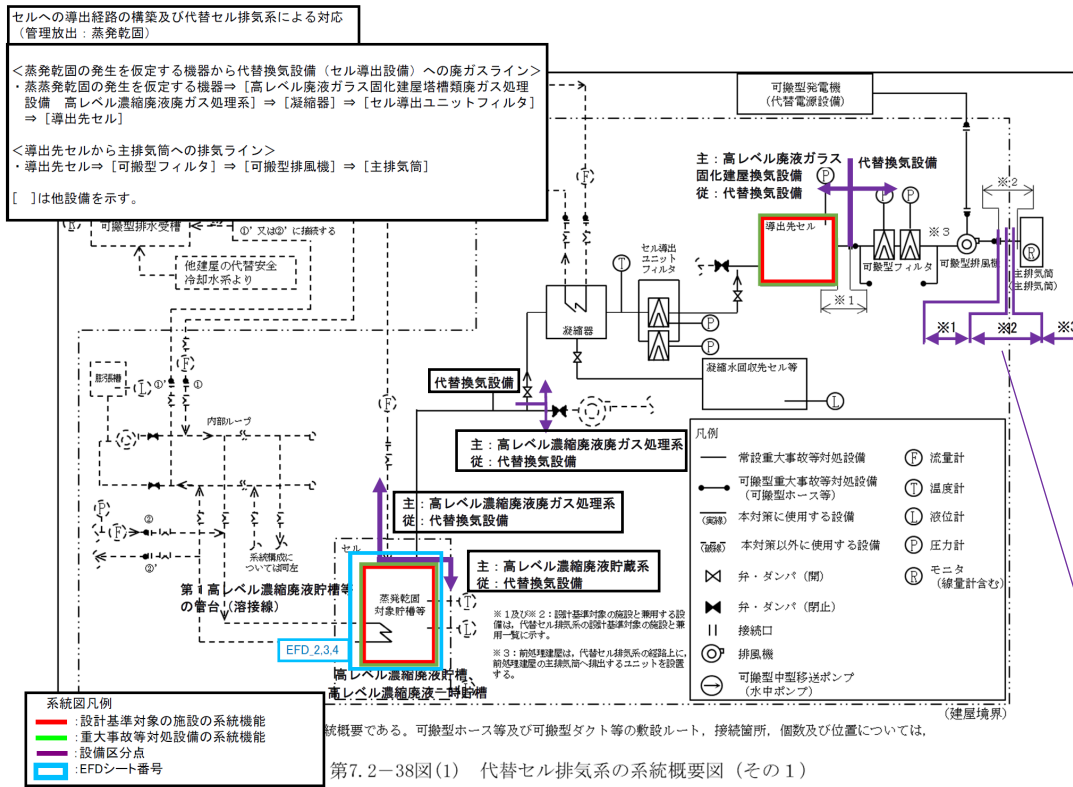 セルへの導出経路の構築及び代替セル排気系による対応
（管理放出：蒸発乾固）
＜蒸発乾固の発生を仮定する機器から代替換気設備（セル導出設備）への廃ガスライン＞
・蒸蒸発乾固の発生を仮定する機器⇒［高レベル廃液ガラス固化建屋塔槽類廃ガス処理
設備　高レベル濃縮廃液廃ガス処理系］⇒［凝縮器］⇒［セル導出ユニットフィルタ］
⇒［導出先セル］
＜導出先セルから主排気筒への排気ライン＞
・導出先セル⇒［可搬型フィルタ］⇒［可搬型排風機］⇒［主排気筒］
［　］は他設備を示す。
可搬型発電機
（代替電源設備）
主：高レベル廃液ガラス
固化建屋換気設備
従：代替換気設備
代替換気設備
P
P
P
※2
※3
導出先セル
可搬型フィルタ
可搬型排風機
R
主排気筒
（主排気筒）
※1
※1
※2
※3
F
F
セル導出
ユニット
フィルタ
T
P
P
凝縮器
凝縮水回収先セル等
L
R
可搬型排水受槽
①’又は②’に接続する
他建屋の代替安全
冷却水系より
膨張槽
L
①’
①
F
F
内部ループ
P
F
②
②’
系統構成に
ついては同左
代替換気設備
主：高レベル濃縮廃液廃ガス処理系
従：代替換気設備
主：高レベル濃縮廃液廃ガス処理系
従：代替換気設備
主：高レベル濃縮廃液貯蔵系
従：代替換気設備
セル
第１高レベル濃縮廃液貯槽等
の管台（溶接線）
蒸発乾固
対象貯槽等
T
L
EFD_2,3,4
高レベル濃縮廃液貯槽、
高レベル濃縮廃液一時貯槽
※１及び※２：設計基準対象の施設と兼用する設
備は，代替セル排気系の設計基準対象の施設と兼
用一覧に示す。
※３：前処理建屋は，代替セル排気系の経路上に，
前処理建屋の主排気筒へ排出するユニットを設置
する。
凡例
常設重大事故等対処設備
可搬型重大事故等対処設備
（可搬型ホース等）
（実線）　本対策に使用する設備
（破線）　本対策以外に使用する設備
弁・ダンパ（開）
弁・ダンパ（閉止）
接続口
排風機
可搬型中型移送ポンプ
（水中ポンプ）
F　流量計
T　温度計
L　液位計
P　圧力計
R　モニタ
（線量計含む）
（建屋境界）
系統図凡例
：設計基準対象の施設の系統機能
：重大事故等対処設備の系統機能
：設備区分点
：EFDシート番号
統概要である。可搬型ホース等及び可搬型ダクト等の敷設ルート，接続箇所，個数及び位置については，
第7.2－38図(1)　代替セル排気系の系統概要図（その１）